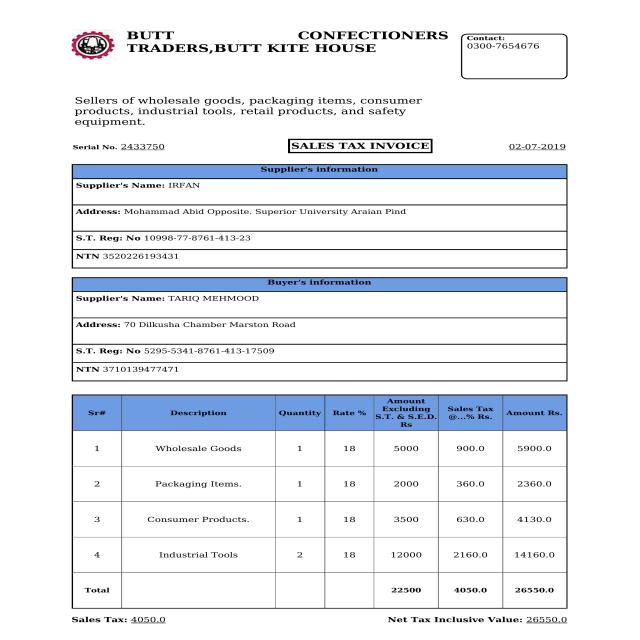 BUTT CONFECTIONERS
TRADERS,BUTT KITE HOUSE
Contact:
0300-7654676
Sellers of wholesale goods, packaging items, consumer
products, industrial tools, retail products, and safety
equipment.
Serial No. 2433750 SALES TAX INVOICE 02-07-2019
Supplier's information
Supplier's Name: IRFAN
Address: Mohammad Abid Opposite. Superior University Araian Pind
S.T. Reg: No 10998-77-8761-413-23
NTN 3520226193431
Buyer's information
Supplier's Name: TARIQ MEHMOOD
Address: 70 Dilkusha Chamber Marston Road
S.T. Reg: No 5295-5341-8761-413-17509
NTN 3710139477471
Sr# Description Quantity Rate % Amount Excluding S.T. & S.E.D. Rs Sales Tax @...% Rs. Amount Rs.
1 Wholesale Goods 1 18 5000 900.0 5900.0
2 Packaging Items. 1 18 2000 360.0 2360.0
3 Consumer Products. 1 18 3500 630.0 4130.0
4 Industrial Tools 2 18 12000 2160.0 14160.0
Total 22500 4050.0 26550.0
Sales Tax: 4050.0 Net Tax Inclusive Value: 26550.0